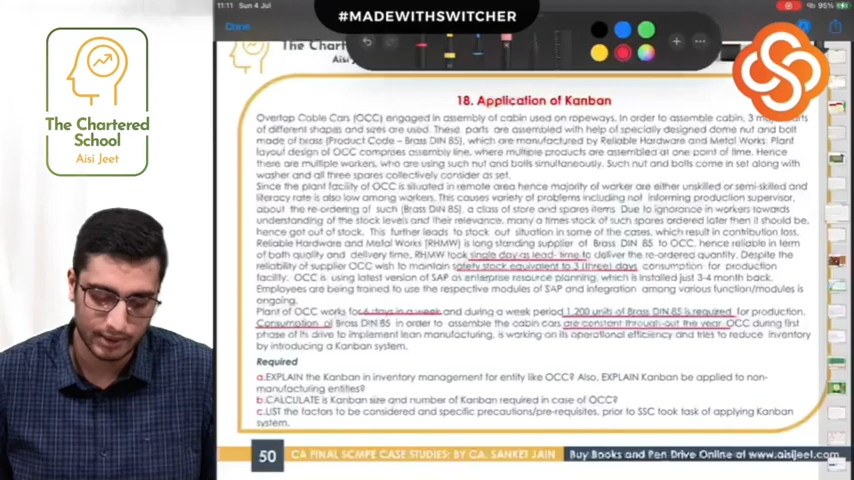 11:11 Sun 4 Jul
#MADEWITHSWITCHER
95%
Done
The Chart
Aisi Je
The Chartered
School
Aisi Jeet
18. Application of Kanban
Overtap Cable Cars (OCC) engaged in assembly of cabin used on ropeways. In order to assemble cabin, 3 major parts
of different shapes and sizes are used. These parts are assembled with help of specially designed dome nut and bolt
made of brass (Product Code – Brass DIN 85), which are manufactured by Reliable Hardware and Metal Works. Plant
layout design of OCC comprises assembly line, where multiple products are assembled at one point of time. Hence
there are multiple workers, who are using such nut and bolts simultaneously. Such nut and bolts come in set along with
washer and all three spares collectively consider as set.
Since the plant facility of OCC is situated in remote area hence majority of worker are either unskilled or semi-skilled and
literacy rate is also low among workers. This causes variety of problems including not informing production supervisor,
about the re-ordering of such (Brass DIN 85), a class of store and spares items. Due to ignorance in workers towards
understanding of the stock levels and their relevance, many a times stock of such spares ordered later then it should be,
hence got out of stock. This further leads to stock out situation in some of the cases, which result in contribution loss.
Reliable Hardware and Metal Works [RHMW) is long standing supplier of Brass DIN 85 to OCC, hence reliable in term
of both quality and delivery time. RHMW took single day as lead- time to deliver the re-ordered quantity. Despite the
reliability of supplier OCC wish to maintain safety stock equivalent to 3 (three) days consumption for production
facility. OCC is using latest version of SAP as enterprise resource planning, which is installed just 3-4 month back.
Employees are being trained to use the respective modules of SAP and integration among various function/modules is
ongoing.
Plant of OCC works for 6 days in a week and during a week period 1,200 units of Brass DIN 85 is required for production.
Consumption of Brass DIN 85 in order to assemble the cabin cars are constant through-out the year. OCC during first
phase of its drive to implement lean manufacturing, is working on its operational efficiency and tries to reduce inventory
by introducing a Kanban system.
Required
a.EXPLAIN the Kanban in inventory management for entity like OCC? Also, EXPLAIN Kanban be applied to non-
manufacturing entities?
b.CALCULATE is Kanban size and number of Kanban required in case of OCC?
c.LIST the factors to be considered and specific precautions/pre-requisites, prior to SSC took task of applying Kanban
system.
50 CA FINAL SCMPE CASE STUDIES: BY CA. SANKET JAIN Buy Books and Pen Drive Online at www.aisijeet.com